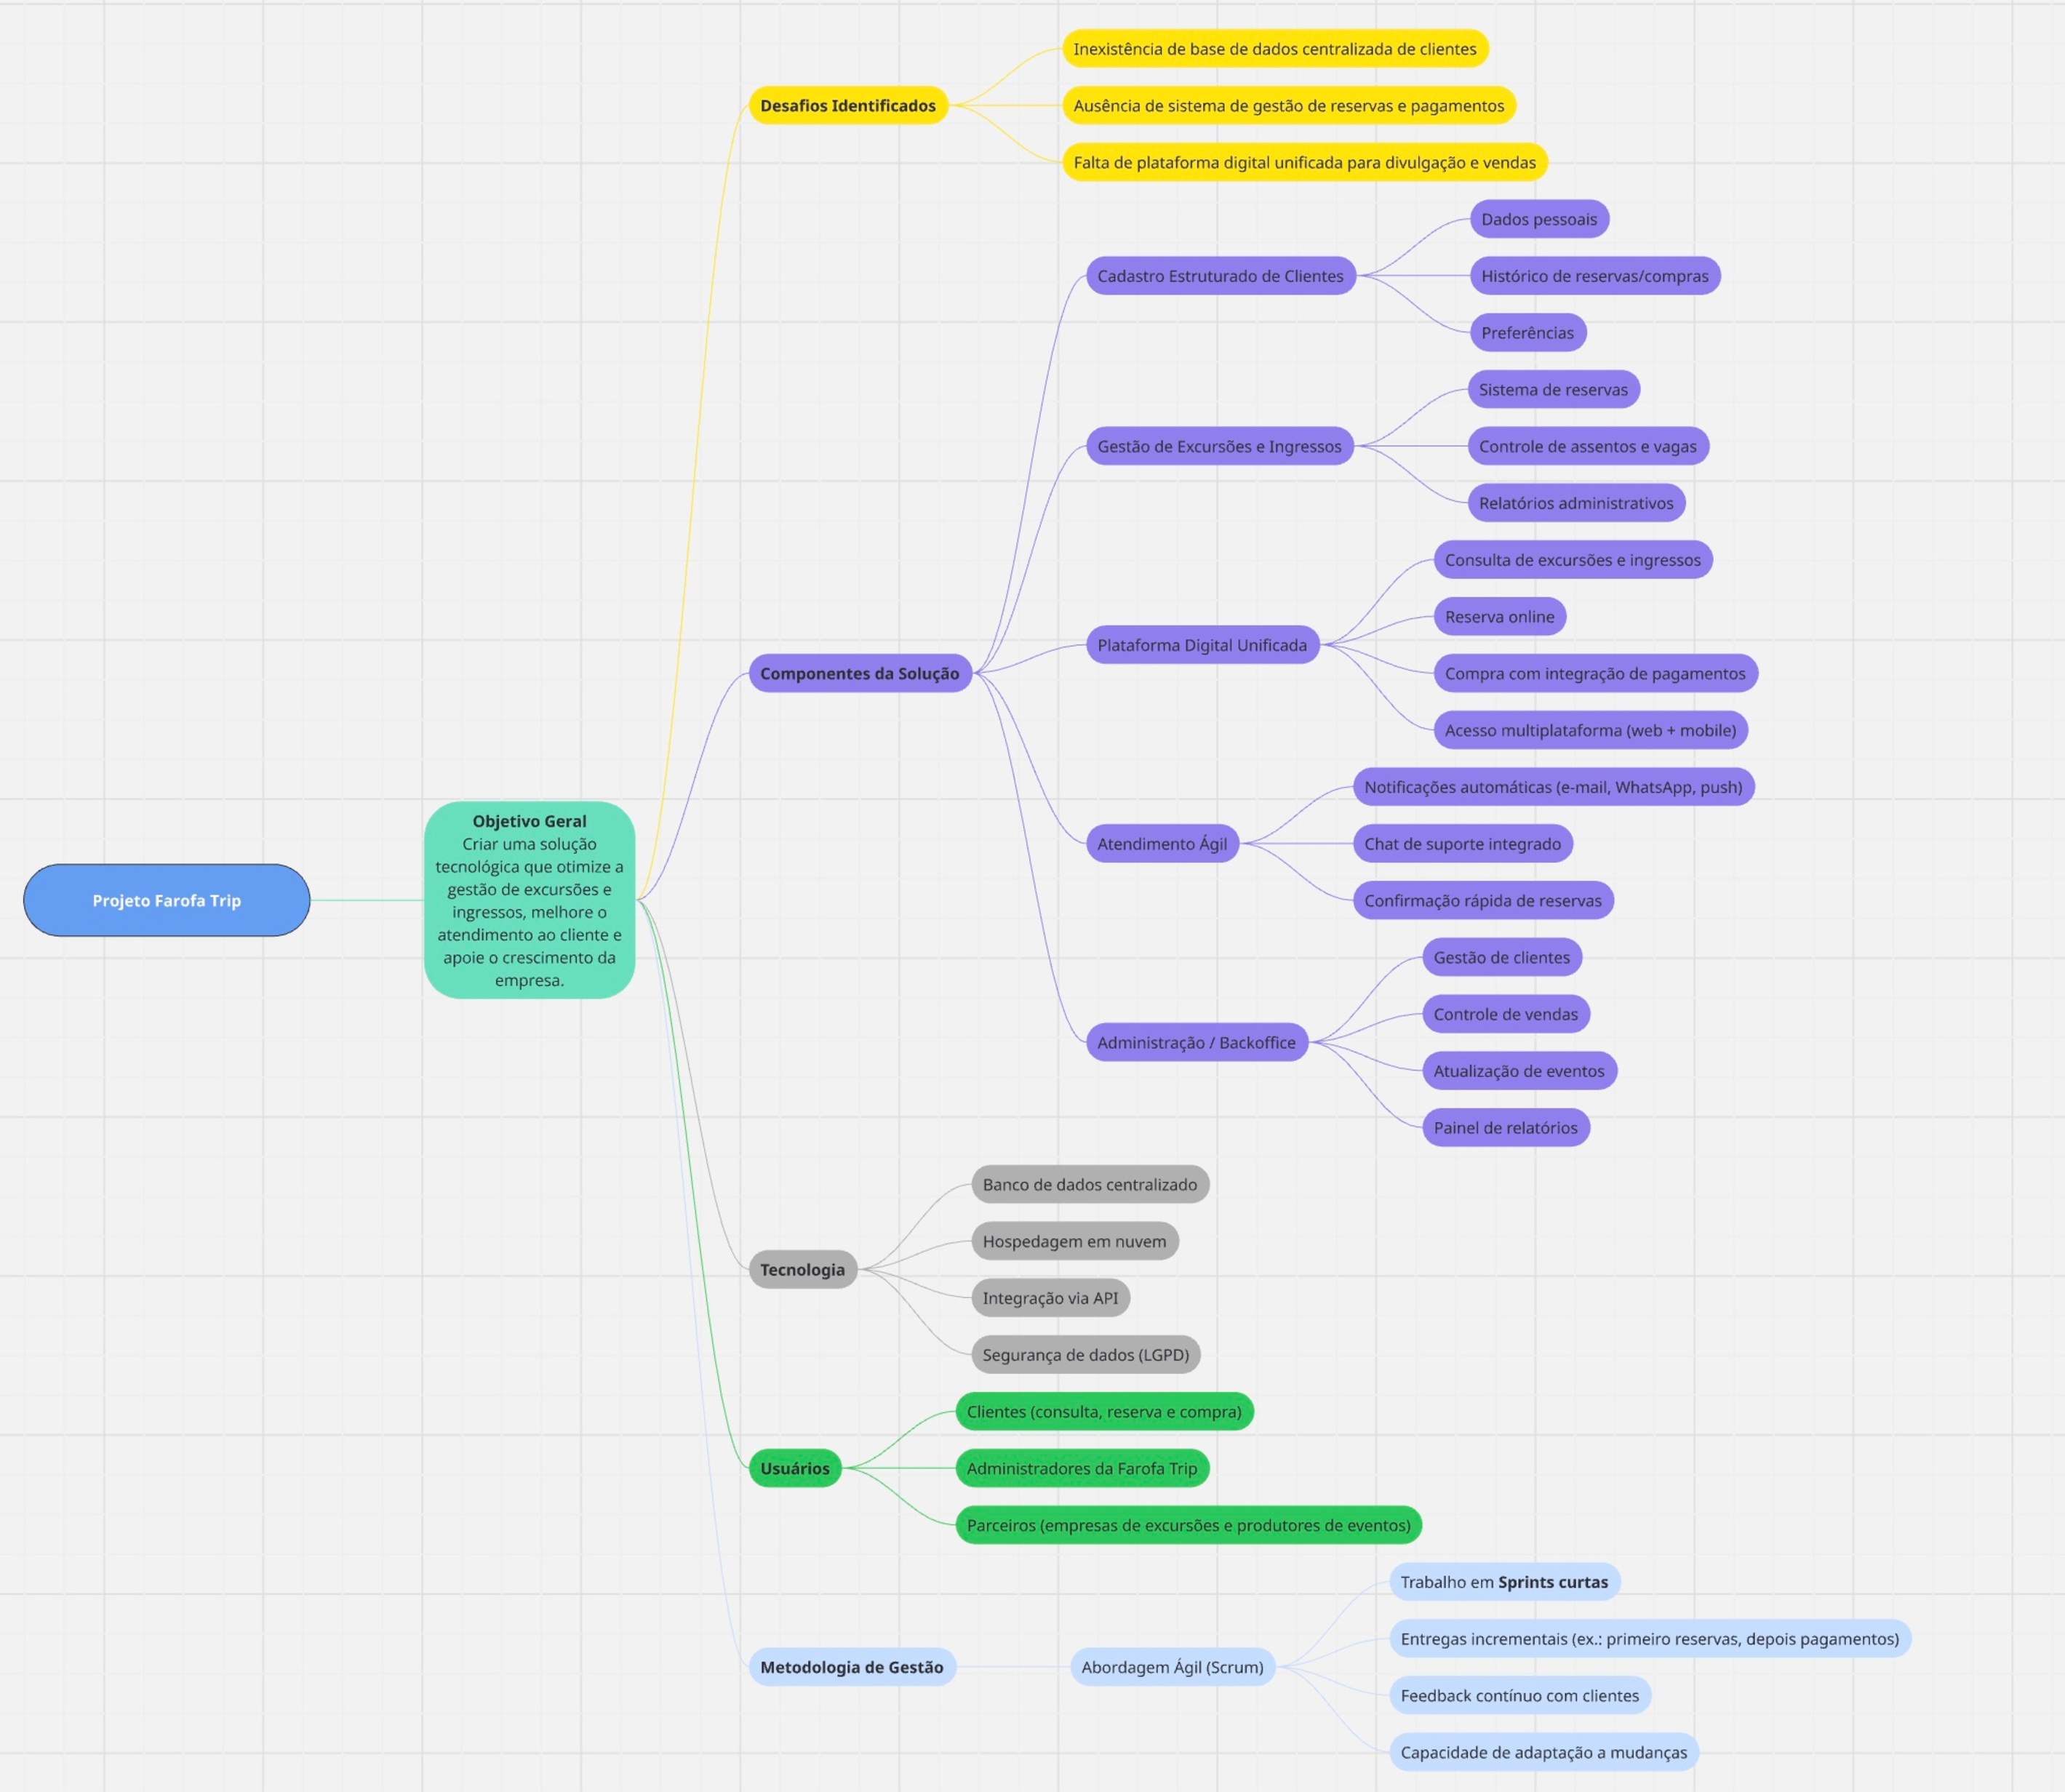 Projeto Farofa Trip
Objetivo Geral
Criar uma solução
tecnológica que otimize a
gestão de excursões e
ingressos, melhore o
atendimento ao cliente e
apoie o crescimento da
empresa.
Desafios Identificados
Inexistência de base de dados centralizada de clientes
Ausência de sistema de gestão de reservas e pagamentos
Falta de plataforma digital unificada para divulgação e vendas
Componentes da Solução
Cadastro Estruturado de Clientes
Dados pessoais
Histórico de reservas/compras
Preferências
Gestão de Excursões e Ingressos
Sistema de reservas
Controle de assentos e vagas
Relatórios administrativos
Plataforma Digital Unificada
Consulta de excursões e ingressos
Reserva online
Compra com integração de pagamentos
Acesso multiplataforma (web + mobile)
Atendimento Ágil
Notificações automáticas (e-mail, WhatsApp, push)
Chat de suporte integrado
Confirmação rápida de reservas
Administração / Backoffice
Gestão de clientes
Controle de vendas
Atualização de eventos
Painel de relatórios
Tecnologia
Banco de dados centralizado
Hospedagem em nuvem
Integração via API
Segurança de dados (LGPD)
Usuários
Clientes (consulta, reserva e compra)
Administradores da Farofa Trip
Parceiros (empresas de excursões e produtores de eventos)
Metodologia de Gestão
Abordagem Ágil (Scrum)
Trabalho em Sprints curtas
Entregas incrementais (ex.: primeiro reservas, depois pagamentos)
Feedback contínuo com clientes
Capacidade de adaptação a mudanças